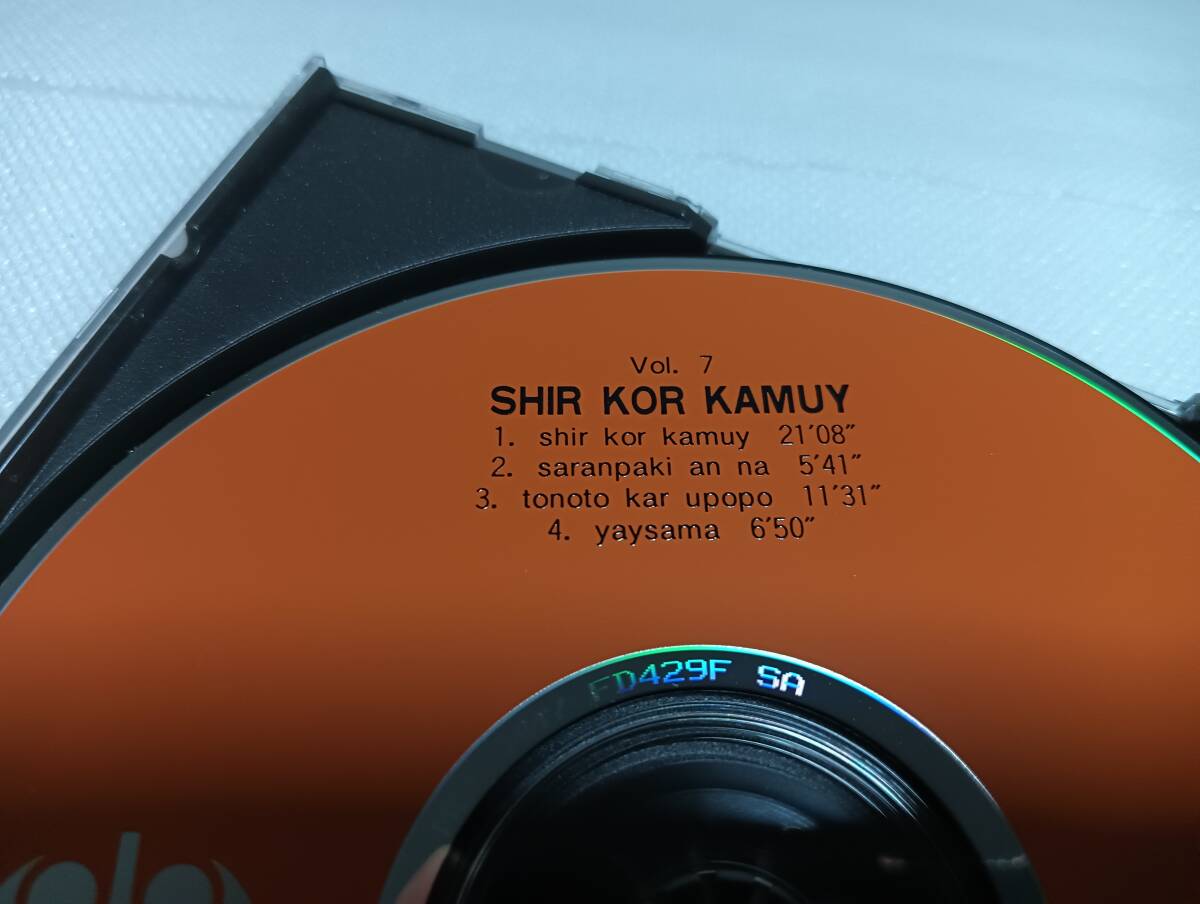 Vol. 7
SHIR KOR KAMUY
1. shir kor kamuy 21'08"
2. saranpaki an na 5'41"
3. tonoto kar upopo 11'31"
4. yaysama 6'50"
FD429F SA